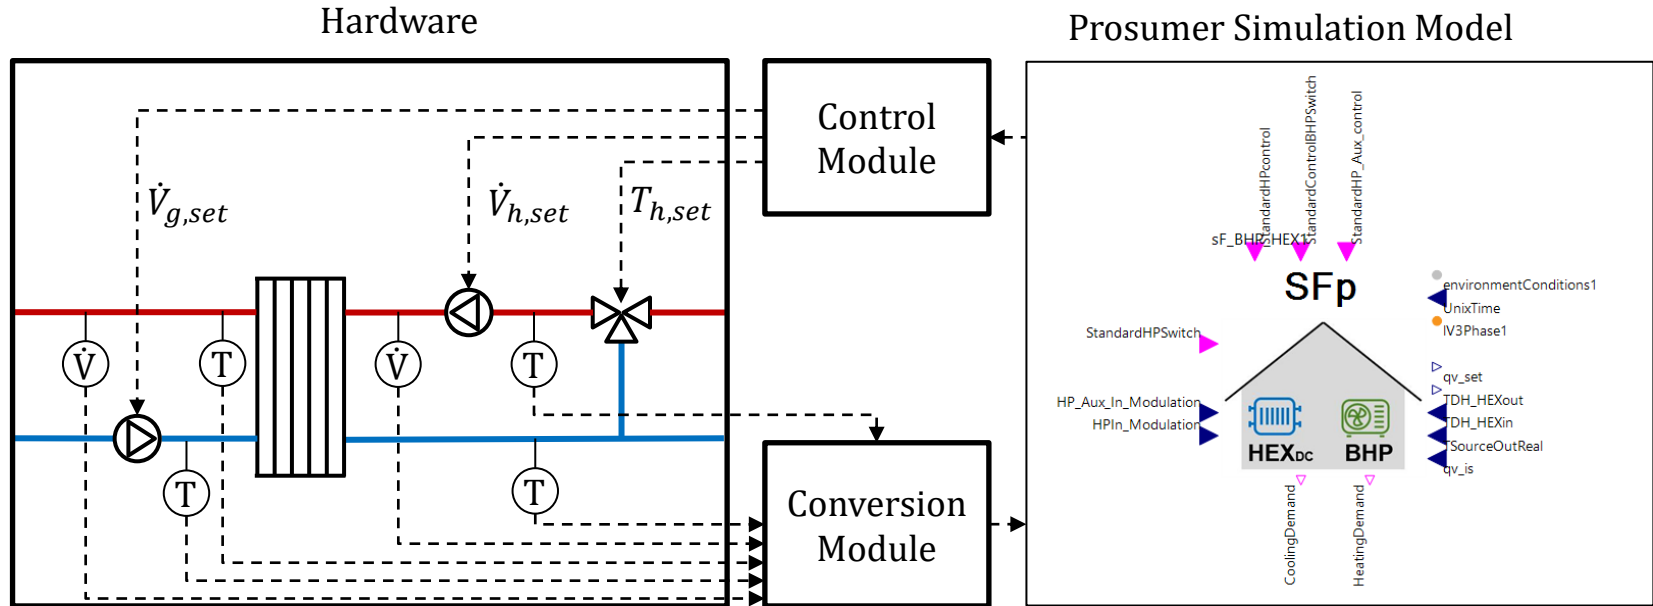 Hardware
Prosumer Simulation Model
Control
Module
V̇g,set
V̇h,set
Th,set
V̇
T
V̇
T
T
T
Conversion
Module
StandardHPcontrol
StandardControlBHPSwitch
StandardHP_Aux_control
sF_BHP_HEX1
SFp
environmentConditions1
UnixTime
IV3Phase1
StandardHPSwitch
qv_set
TDH_HEXout
HP_Aux_In_Modulation
TDH_HEXin
HPIn_Modulation
TSourceOutReal
HEXDC
BHP
qv_is
CoolingDemand
HeatingDemand